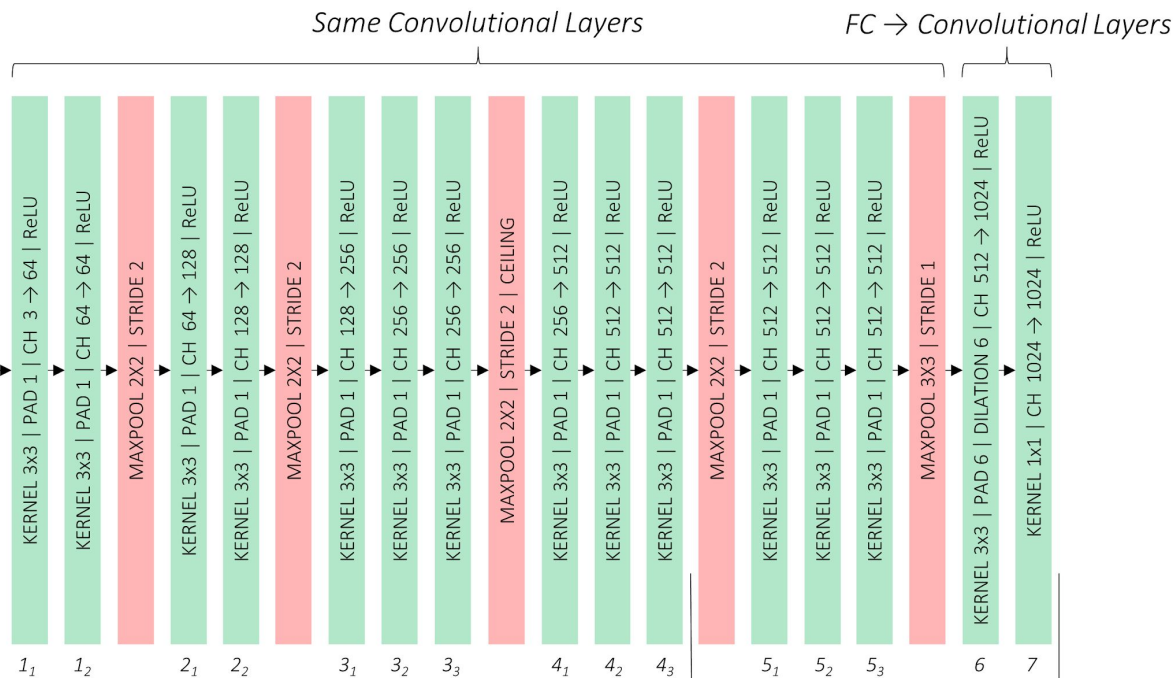 Same Convolutional Layers
FC → Convolutional Layers
KERNEL 3x3 | PAD 1 | CH 3 → 64 | ReLU
KERNEL 3x3 | PAD 1 | CH 64 → 64 | ReLU
MAXPOOL 2X2 | STRIDE 2
KERNEL 3x3 | PAD 1 | CH 64 → 128 | ReLU
KERNEL 3x3 | PAD 1 | CH 128 → 128 | ReLU
MAXPOOL 2X2 | STRIDE 2
KERNEL 3x3 | PAD 1 | CH 128 → 256 | ReLU
KERNEL 3x3 | PAD 1 | CH 256 → 256 | ReLU
KERNEL 3x3 | PAD 1 | CH 256 → 256 | ReLU
MAXPOOL 2X2 | STRIDE 2 | CEILING
KERNEL 3x3 | PAD 1 | CH 256 → 512 | ReLU
KERNEL 3x3 | PAD 1 | CH 512 → 512 | ReLU
KERNEL 3x3 | PAD 1 | CH 512 → 512 | ReLU
MAXPOOL 2X2 | STRIDE 2
KERNEL 3x3 | PAD 1 | CH 512 → 512 | ReLU
KERNEL 3x3 | PAD 1 | CH 512 → 512 | ReLU
KERNEL 3x3 | PAD 1 | CH 512 → 512 | ReLU
MAXPOOL 3X3 | STRIDE 1
KERNEL 3x3 | PAD 6 | DILATION 6 | CH 512 → 1024 | ReLU
KERNEL 1x1 | CH 1024 → 1024 | ReLU
1₁ 1₂ 2₁ 2₂ 3₁ 3₂ 3₃ 4₁ 4₂ 4₃ 5₁ 5₂ 5₃ 6 7